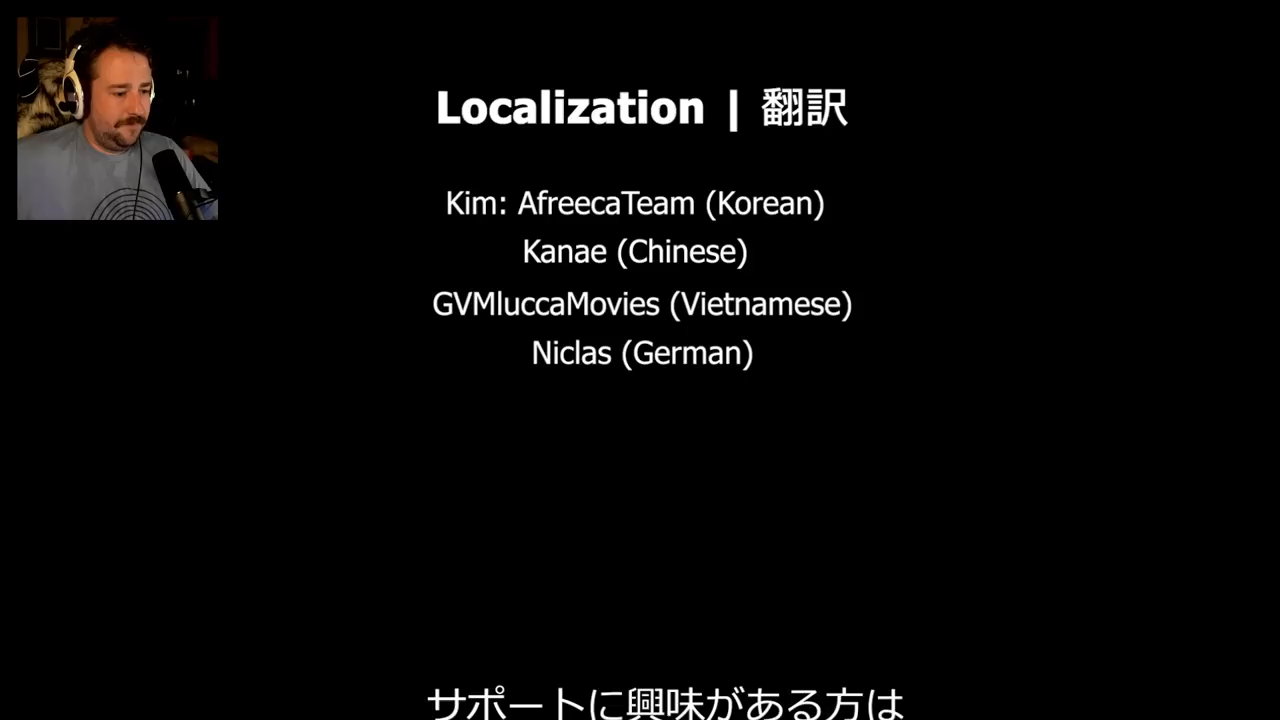 Localization | 翻訳
Kim: AfreecaTeam (Korean)
Kanae (Chinese)
GVMluccaMovies (Vietnamese)
Niclas (German)
サポートに興味がある方は